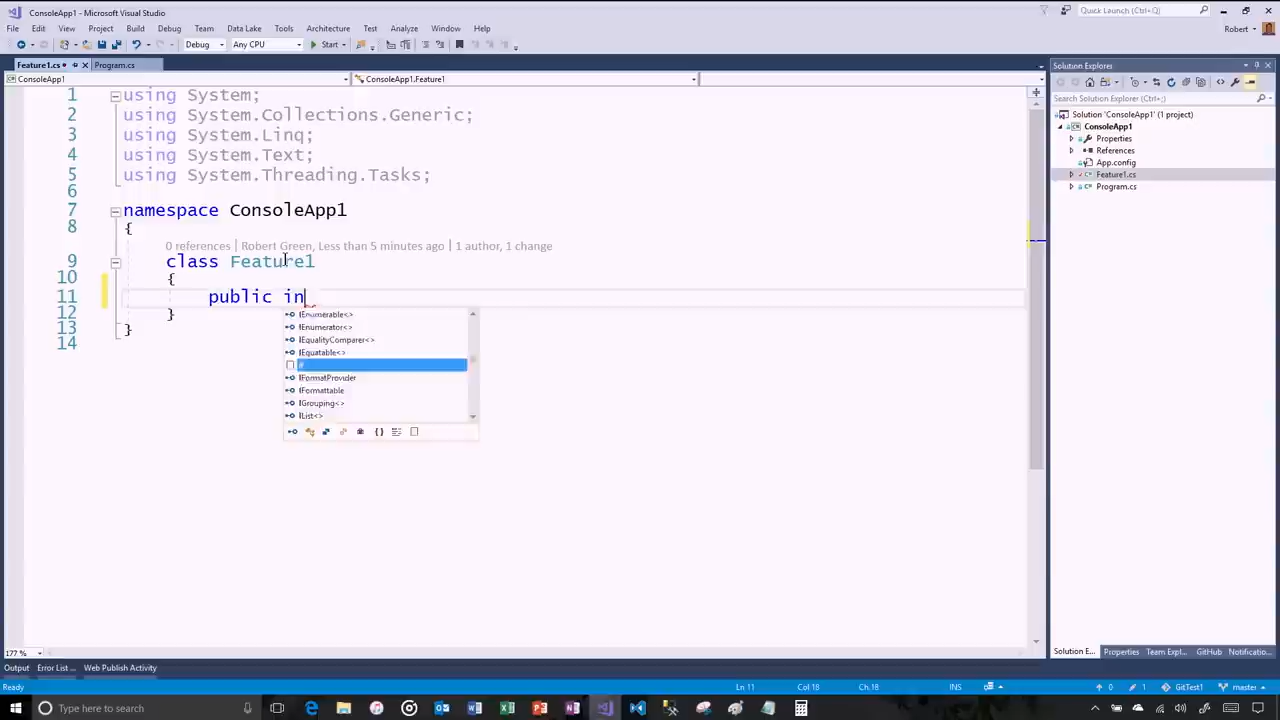 ConsoleApp1 - Microsoft Visual Studio
Quick Launch (Ctrl+Q)
File Edit View Project Build Debug Team Data Lake Tools Architecture Test Analyze Window Help
Robert
Debug Any CPU Start
Feature1.cs Program.cs
Solution Explorer
ConsoleApp1 ConsoleApp1.Feature1
Search Solution Explorer (Ctrl+;)
Solution 'ConsoleApp1' (1 project)
ConsoleApp1
Properties
References
App.config
Feature1.cs
Program.cs
1 using System;
2 using System.Collections.Generic;
3 using System.Linq;
4 using System.Text;
5 using System.Threading.Tasks;
6
7 namespace ConsoleApp1
8 {
0 references | Robert Green, Less than 5 minutes ago | 1 author, 1 change
9 class Feature1
10 {
11 public in
12 }
13 }
14
IEnumerable<>
IEnumerator<>
IEqualityComparer<>
IEquatable<>
IFormatProvider
IFormattable
IGrouping<>
IList<>
177 %
Solution E... Properties Team Expl... GitHub Notificatio...
Output Error List ... Web Publish Activity
Ready Ln 11 Col 18 Ch 18 INS 0 1 GitTest1 master
Type here to search